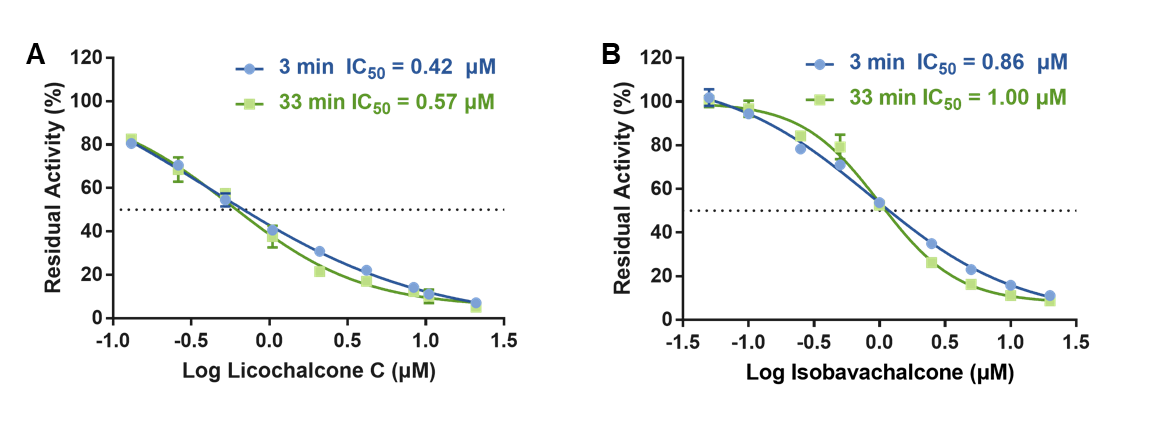 A
3 min IC50 = 0.42 µM
33 min IC50 = 0.57 µM
Residual Activity (%)
120
100
80
60
40
20
0
-1.0 -0.5 0.0 0.5 1.0 1.5
Log Licochalcone C (µM)
B
3 min IC50 = 0.86 µM
33 min IC50 = 1.00 µM
Residual Activity (%)
120
100
80
60
40
20
0
-1.5 -1.0 -0.5 0.0 0.5 1.0 1.5
Log Isobavachalcone (µM)